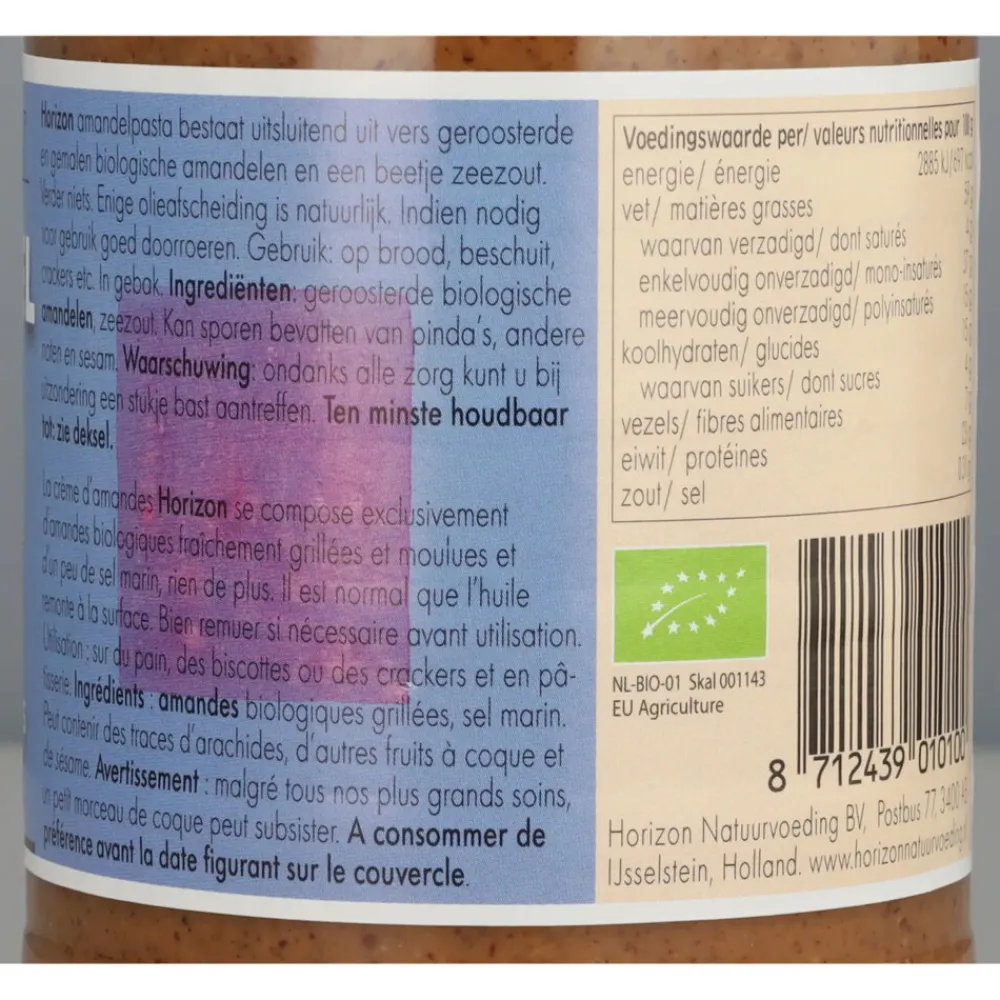 Horizon amandelpasta bestaat uitsluitend uit vers geroosterde
en gemalen biologische amandelen en een beetje zeezout.
Verder niets. Enige olieafscheiding is natuurlijk. Indien nodig
voor gebruik goed doorroeren. Gebruik: op brood, beschuit,
crackers etc. In gebak. Ingrediënten: geroosterde biologische
amandelen, zeezout. Kan sporen bevatten van pinda's, andere
noten en sesam. Waarschuwing: ondanks alle zorg kunt u bij
uitzondering een stukje bast aantreffen. Ten minste houdbaar
tot: zie deksel.
La crème d'amandes Horizon se compose exclusivement
d'amandes biologiques fraîchement grillées et moulues et
d'un peu de sel marin, rien de plus. Il est normal que l'huile
remonte à la surface. Bien remuer si nécessaire avant utilisation.
Utilisation : sur du pain, des biscottes ou des crackers et en pâ-
tisserie. Ingrédients : amandes biologiques grillées, sel marin.
Peut contenir des traces d'arachides, d'autres fruits à coque et
de sésame. Avertissement : malgré tous nos plus grands soins,
un petit morceau de coque peut subsister. A consommer de
préférence avant la date figurant sur le couvercle.
Voedingswaarde per/ valeurs nutritionnelles pour 100 g
energie/ énergie 2885 kJ/697
vet/ matières grasses
waarvan verzadigd/ dont saturés
enkelvoudig onverzadigd/ mono-insaturés
meervoudig onverzadigd/ polyinsaturés
koolhydraten/ glucides
waarvan suikers/ dont sucres
vezels/ fibres alimentaires
eiwit/ protéines
zout/ sel
NL-BIO-01 Skal 001143
EU Agriculture
8 712439 010100
Horizon Natuurvoeding BV, Postbus 77, 3400
IJsselstein, Holland. www.horizonnatuurvoeding